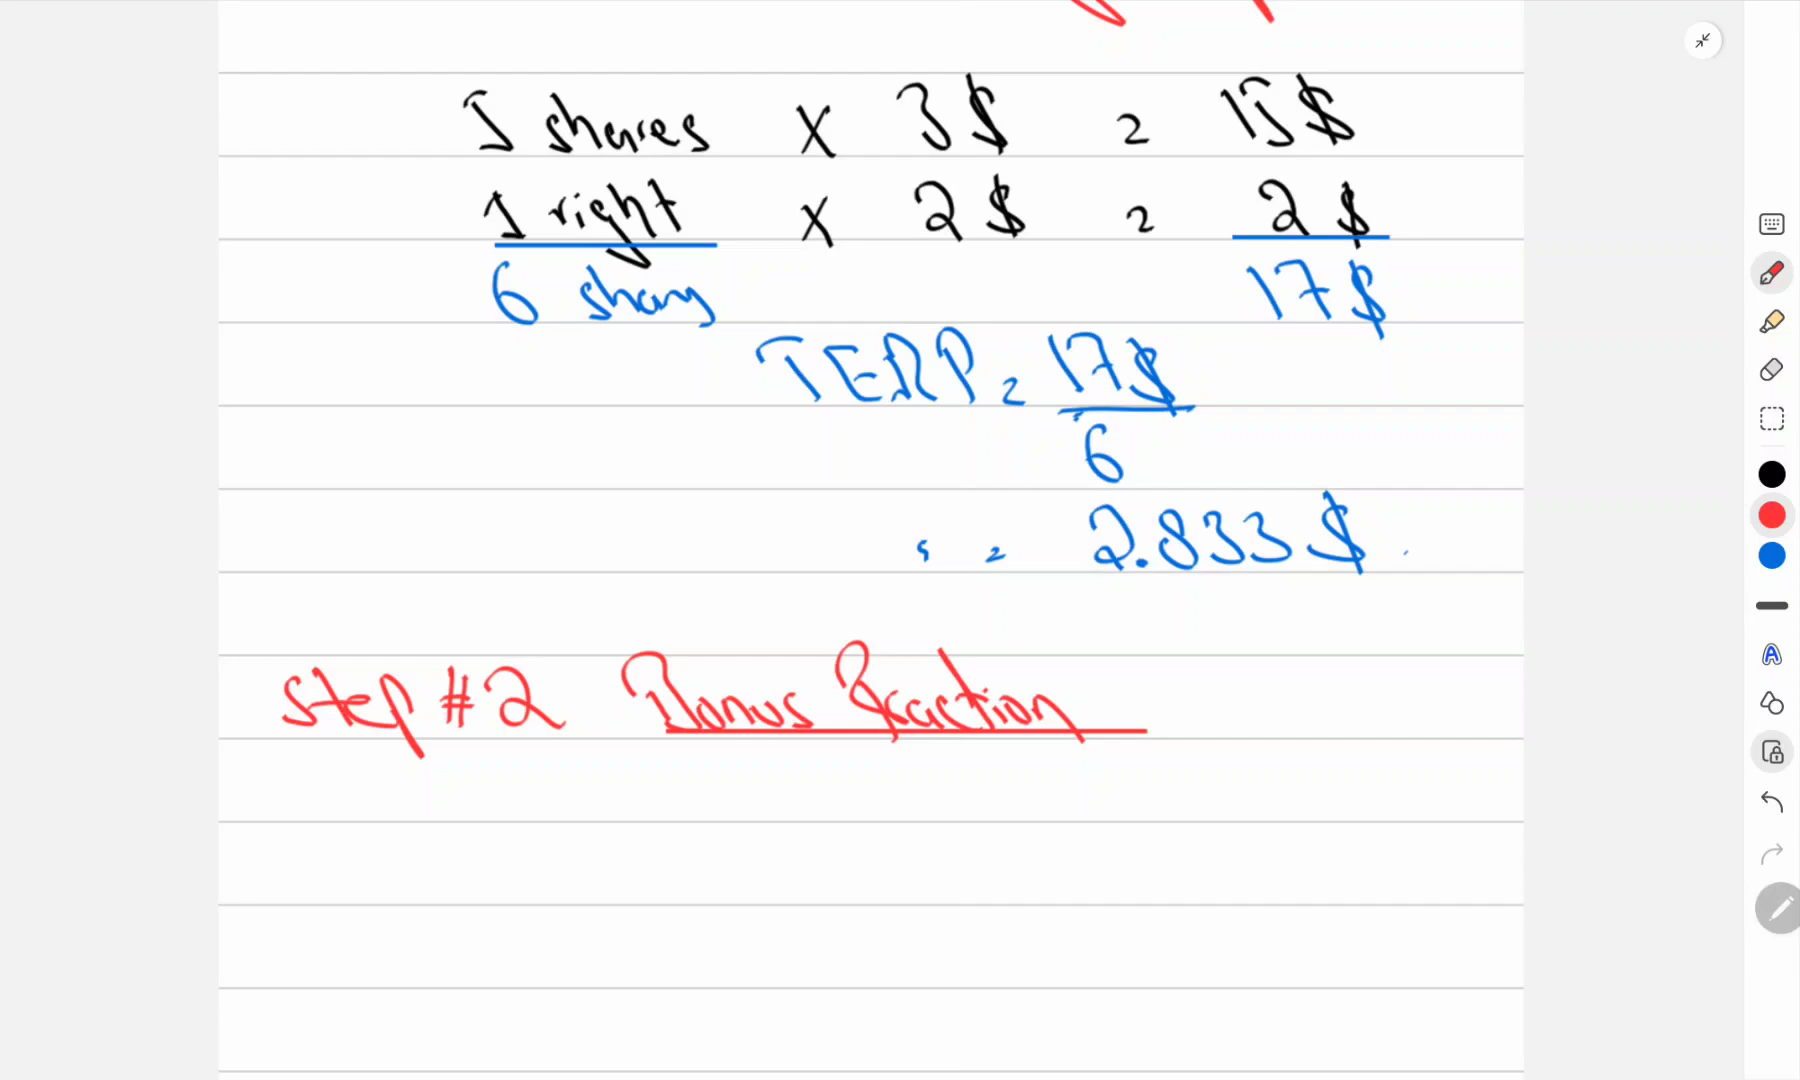 5 shares × 3$ = 15$
1 right × 2$ = 2$
6 shares 17$
TERP = 17$
6
= 2.833$
Step #2 Bonus fraction